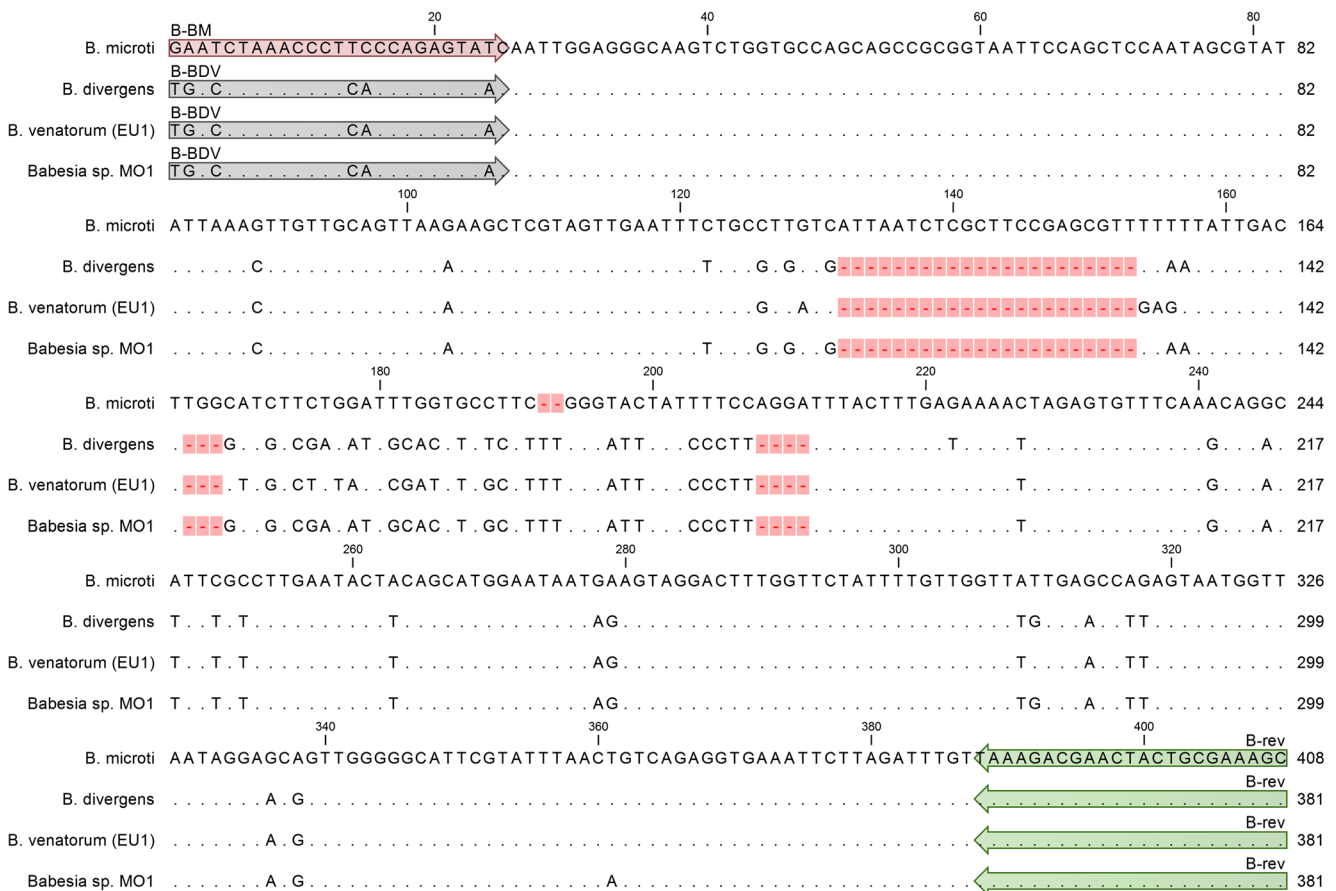 20 40 60 80
B-BM
B. microti GAATCTAAACCCTTCCCAGAGTATCAATTGGAGGGCAAGTCTGGTGCCAGCAGCCGCGGTAATTCCAGCTCCAATAGCGTAT 82
B-BDV
B. divergens TG.C.........CA........A.......................................................... 82
B-BDV
B. venatorum (EU1) TG.C.........CA........A.......................................................... 82
B-BDV
Babesia sp. MO1 TG.C.........CA........A.......................................................... 82
100 120 140 160
B. microti ATTAAAGTTGTTGCAGTTAAGAAGCTCGTAGTTGAATTTCTGCCTTGTCATTAATCTCGCTTCCGAGCGTTTTTTTATTGAC 164
B. divergens ......C.............A..................T...G.G..G----------------------..AA....... 142
B. venatorum (EU1) ......C.............A......................G..A..----------------------GAG........ 142
Babesia sp. MO1 ......C.............A..................T...G.G..G----------------------..AA....... 142
180 200 220 240
B. microti TTGGCATCTTCTGGATTTGGTGCCTTC--GGGTACTATTTTCCAGGATTTACTTTGAGAAAACTAGAGTGTTTCAAACAGGC 244
B. divergens .---G..G.CGA.AT.GCAC.T.TC.TTT...ATT...CCCTT----..........T....T.............G...A. 217
B. venatorum (EU1) .---.T.G.CT.TA..CGAT.T.GC.TTT...ATT...CCCTT----...............T.............G...A. 217
Babesia sp. MO1 .---G..G.CGA.AT.GCAC.T.GC.TTT...ATT...CCCTT----...............T.............G...A. 217
260 280 300 320
B. microti ATTCGCCTTGAATACTACAGCATGGAATAATGAAGTAGGACTTTGGTTCTATTTTGTTGGTTATTGAGCCAGAGTAATGGTT 326
B. divergens T..T.T..........T..............AG.............................TG...A..TT.......... 299
B. venatorum (EU1) T..T.T..........T..............AG.............................T....A..TT.......... 299
Babesia sp. MO1 T..T.T..........T..............AG.............................TG...A..TT.......... 299
340 360 380 400
B-rev
B. microti AATAGGAGCAGTTGGGGGCATTCGTATTTAACTGTCAGAGGTGAAATTCTTAGATTTGTTAAAGACGAACTACTGCGAAAGC 408
B-rev
B. divergens .......A.G........................................................................ 381
B-rev
B. venatorum (EU1) .......A.G........................................................................ 381
B-rev
Babesia sp. MO1 .......A.G......................A................................................. 381